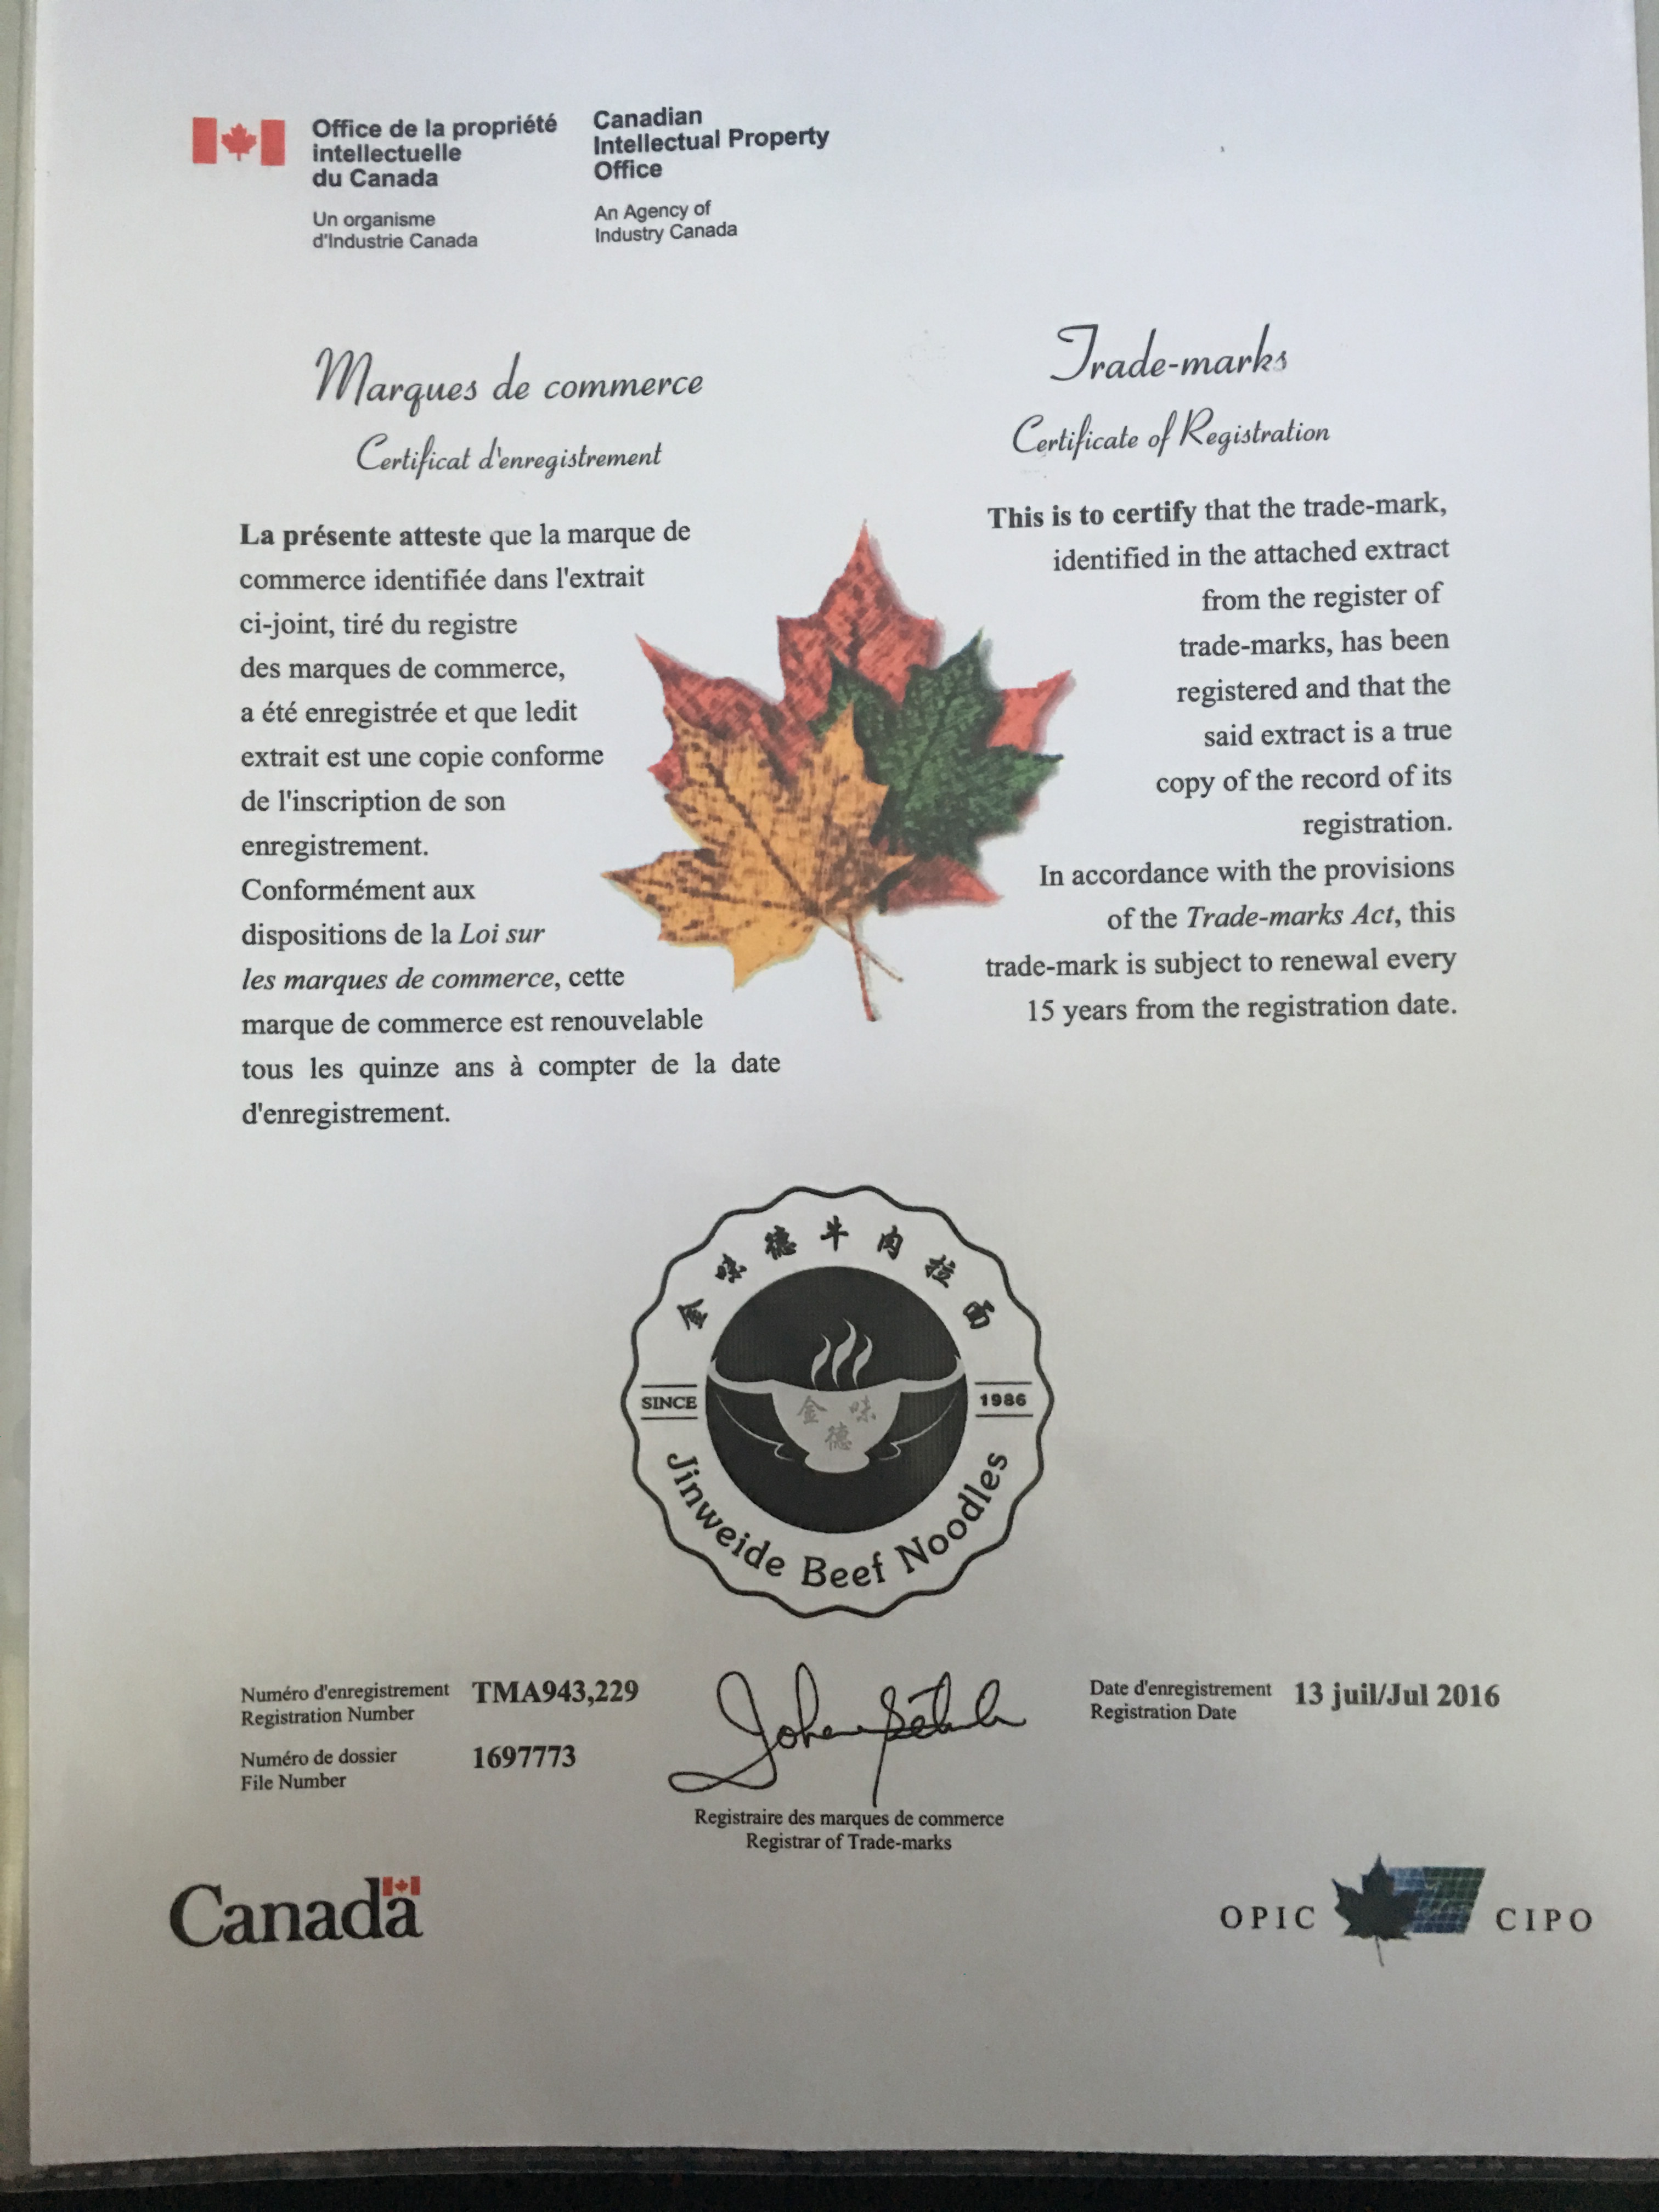 Office de la propriété
intellectuelle
du Canada
Un organisme
d'Industrie Canada
Canadian
Intellectual Property
Office
An Agency of
Industry Canada
Marques de commerce
Certificat d'enregistrement
La présente atteste que la marque de
commerce identifiée dans l'extrait
ci-joint, tiré du registre
des marques de commerce,
a été enregistrée et que ledit
extrait est une copie conforme
de l'inscription de son
enregistrement.
Conformément aux
dispositions de la Loi sur
les marques de commerce, cette
marque de commerce est renouvelable
tous les quinze ans à compter de la date
d'enregistrement.
Trade-marks
Certificate of Registration
This is to certify that the trade-mark,
identified in the attached extract
from the register of
trade-marks, has been
registered and that the
said extract is a true
copy of the record of its
registration.
In accordance with the provisions
of the Trade-marks Act, this
trade-mark is subject to renewal every
15 years from the registration date.
金味德牛肉拉面
SINCE
1986
金味
德
Jinweide Beef Noodles
Numéro d'enregistrement
Registration Number
TMA943,229
Numéro de dossier
File Number
1697773
Registraire des marques de commerce
Registrar of Trade-marks
Date d'enregistrement
Registration Date
13 juil/Jul 2016
Canada
OPIC
CIPO